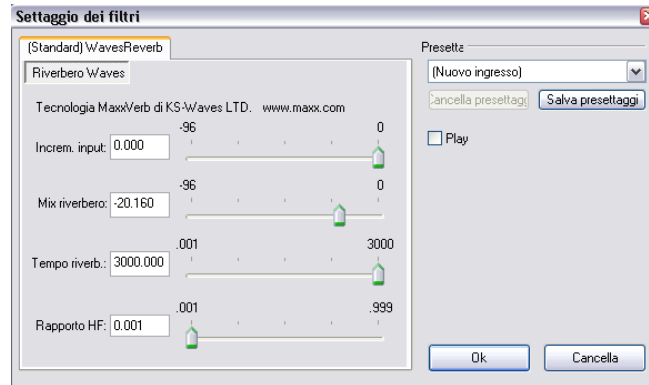 Settaggio dei filtri
(Standard) WavesReverb
Riverbero Waves
Tecnologia MaxxVerb di KS-Waves LTD. www.maxx.com
-96 0
Increm. input: 0.000
-96 0
Mix riverbero: -20.160
.001 3000
Tempo riverb.: 3000.000
.001 .999
Rapporto HF: 0.001
Presetta
(Nuovo ingresso)
Cancella presettagg Salva presettaggi
Play
Ok Cancella